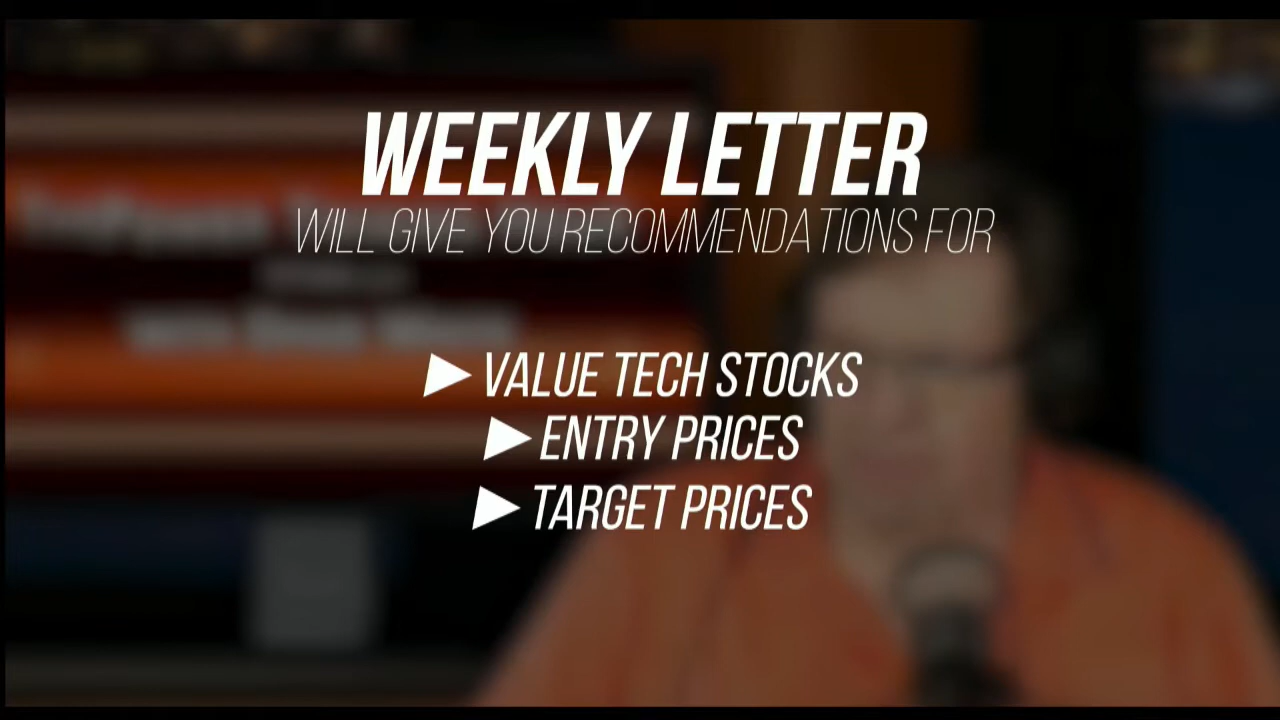 WEEKLY LETTER
WILL GIVE YOU RECOMMENDATIONS FOR
▶ VALUE TECH STOCKS
▶ ENTRY PRICES
▶ TARGET PRICES